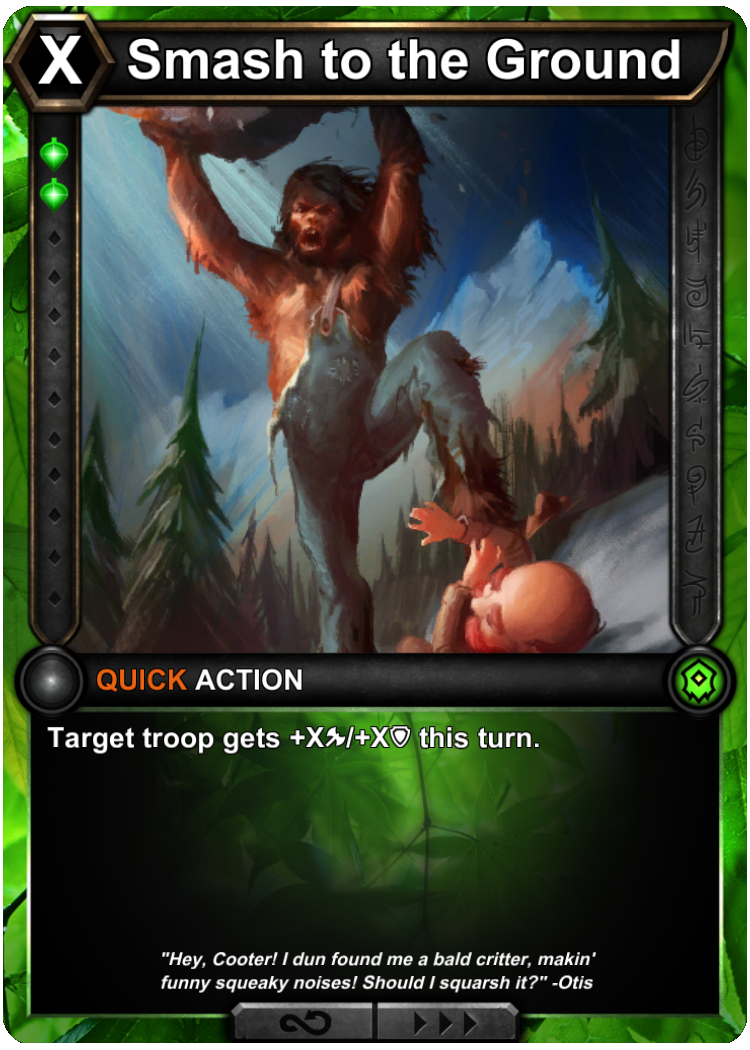 X Smash to the Ground
QUICK ACTION
Target troop gets +X/+X this turn.
"Hey, Cooter! I dun found me a bald critter, makin'
funny squeaky noises! Should I squarsh it?" -Otis